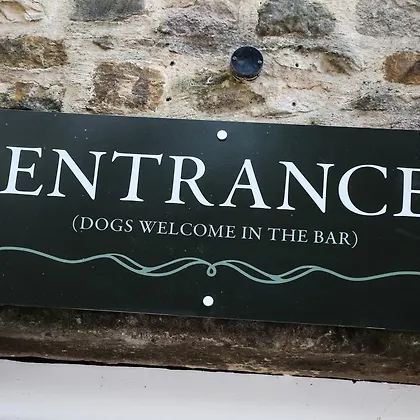 ENTRANCE
(DOGS WELCOME IN THE BAR)